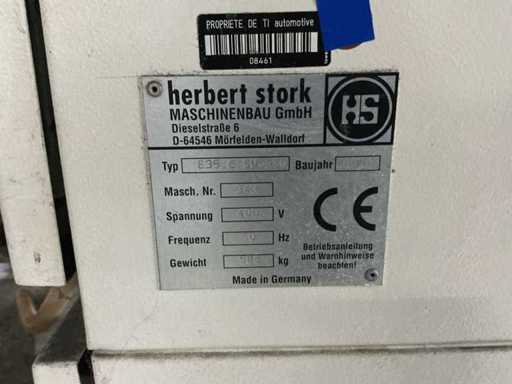 PROPRIETE DE TI automotive
08461
herbert stork
MASCHINENBAU GmbH
Dieselstraße 6
D-64546 Mörfelden-Walldorf
HS
Typ
Baujahr
Masch. Nr.
Spannung 400 V
Frequenz Hz
Gewicht kg
CE
Betriebsanleitung
und Warnhinweise
beachten!
Made in Germany